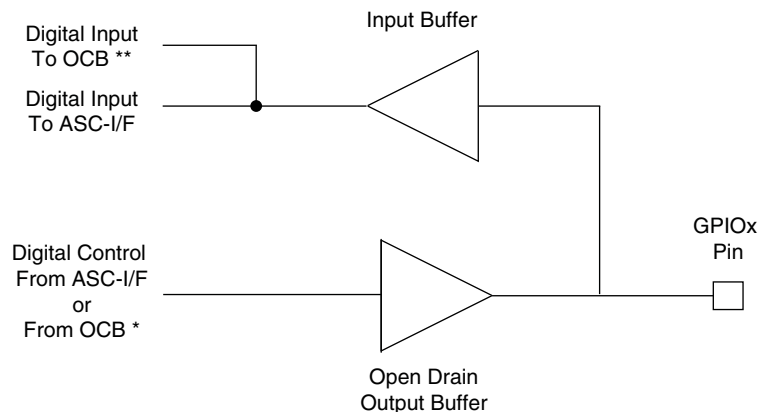 Input Buffer
Digital Input
To OCB **
Digital Input
To ASC-I/F
GPIOx
Pin
Digital Control
From ASC-I/F
or
From OCB *
Open Drain
Output Buffer